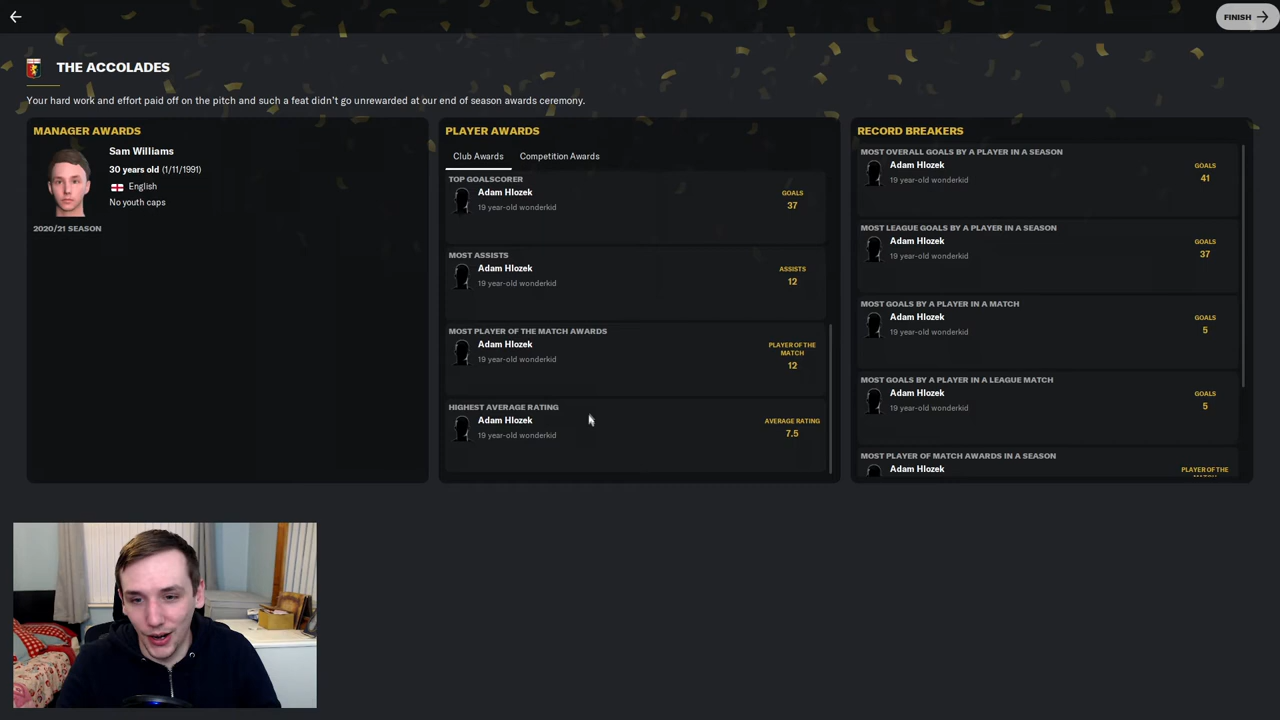 FINISH
THE ACCOLADES
Your hard work and effort paid off on the pitch and such a feat didn't go unrewarded at our end of season awards ceremony.
MANAGER AWARDS
Sam Williams
30 years old (1/11/1991)
English
No youth caps
2020/21 SEASON
PLAYER AWARDS
Club Awards
Competition Awards
TOP GOALSCORER
Adam Hlozek
19 year-old wonderkid
GOALS
37
MOST ASSISTS
Adam Hlozek
19 year-old wonderkid
ASSISTS
12
MOST PLAYER OF THE MATCH AWARDS
Adam Hlozek
19 year-old wonderkid
PLAYER OF THE
MATCH
12
HIGHEST AVERAGE RATING
Adam Hlozek
19 year-old wonderkid
AVERAGE RATING
7.5
RECORD BREAKERS
MOST OVERALL GOALS BY A PLAYER IN A SEASON
Adam Hlozek
19 year-old wonderkid
GOALS
41
MOST LEAGUE GOALS BY A PLAYER IN A SEASON
Adam Hlozek
19 year-old wonderkid
GOALS
37
MOST GOALS BY A PLAYER IN A MATCH
Adam Hlozek
19 year-old wonderkid
GOALS
5
MOST GOALS BY A PLAYER IN A LEAGUE MATCH
Adam Hlozek
19 year-old wonderkid
GOALS
5
MOST PLAYER OF MATCH AWARDS IN A SEASON
Adam Hlozek
PLAYER OF THE